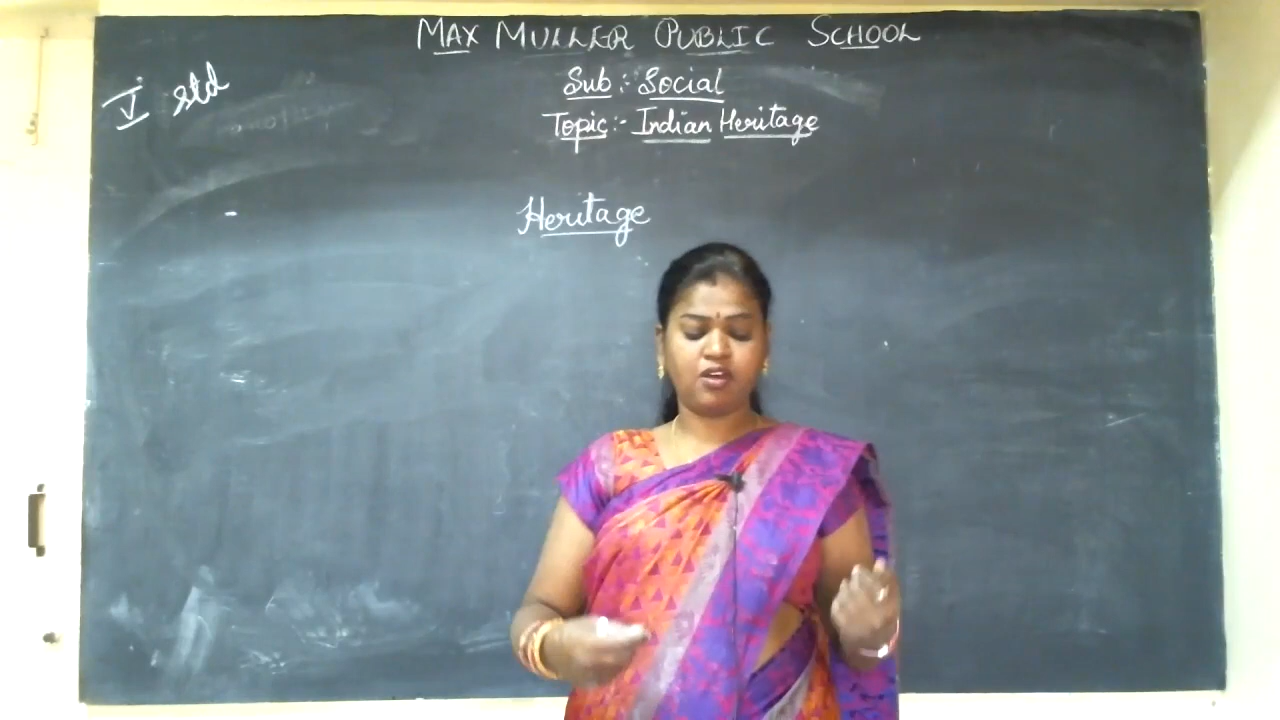 MAX MULLER PUBLIC SCHOOL
Sub :- Social
V std
Topic :- Indian Heritage
Heritage